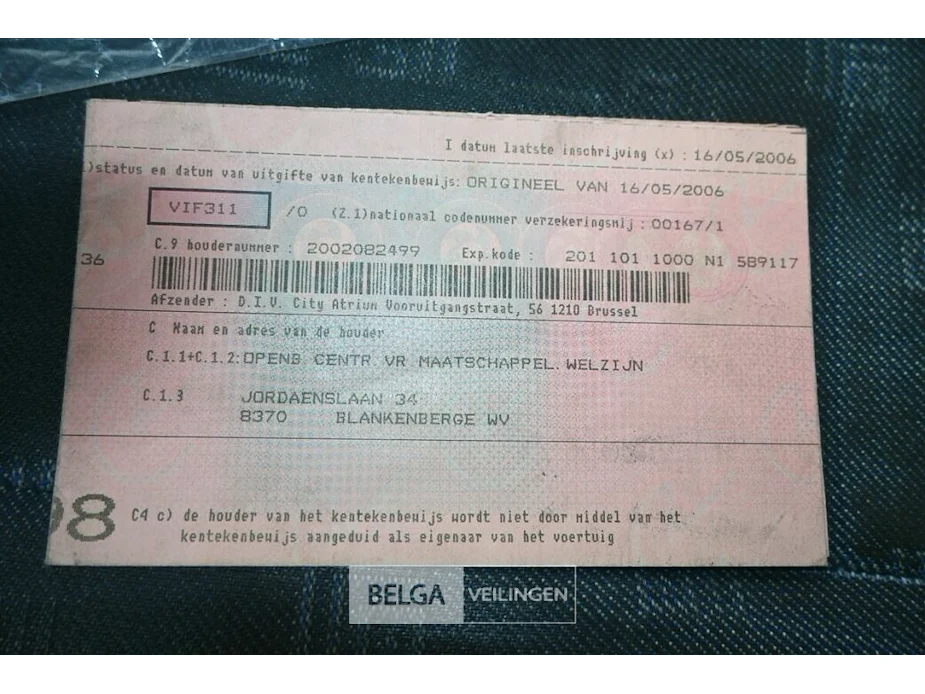 I datum laatste inschrijving (x) : 16/05/2006
)status en datum van uitgifte van kentekenbewijs: ORIGINEEL VAN 16/05/2006
VIF311 /0 (Z.1)nationaal codenummer verzekeringsmij : 00167/1
C.9 houdernummer : 2002082499 Exp.kode : 201 101 1000 N1 589117
36
Afzender : D.I.V. City Atrium Vooruitgangstraat, 56 1210 Brussel
C Naam en adres van de houder
C.1.1+C.1.2: OPENB CENTR VR MAATSCHAPPEL. WELZIJN
C.1.3 JORDAENSLAAN 34
8370 BLANKENBERGE WV
98 C4 c) de houder van het kentekenbewijs wordt niet door middel van het
kentekenbewijs aangeduid als eigenaar van het voertuig
BELGA VEILINGEN